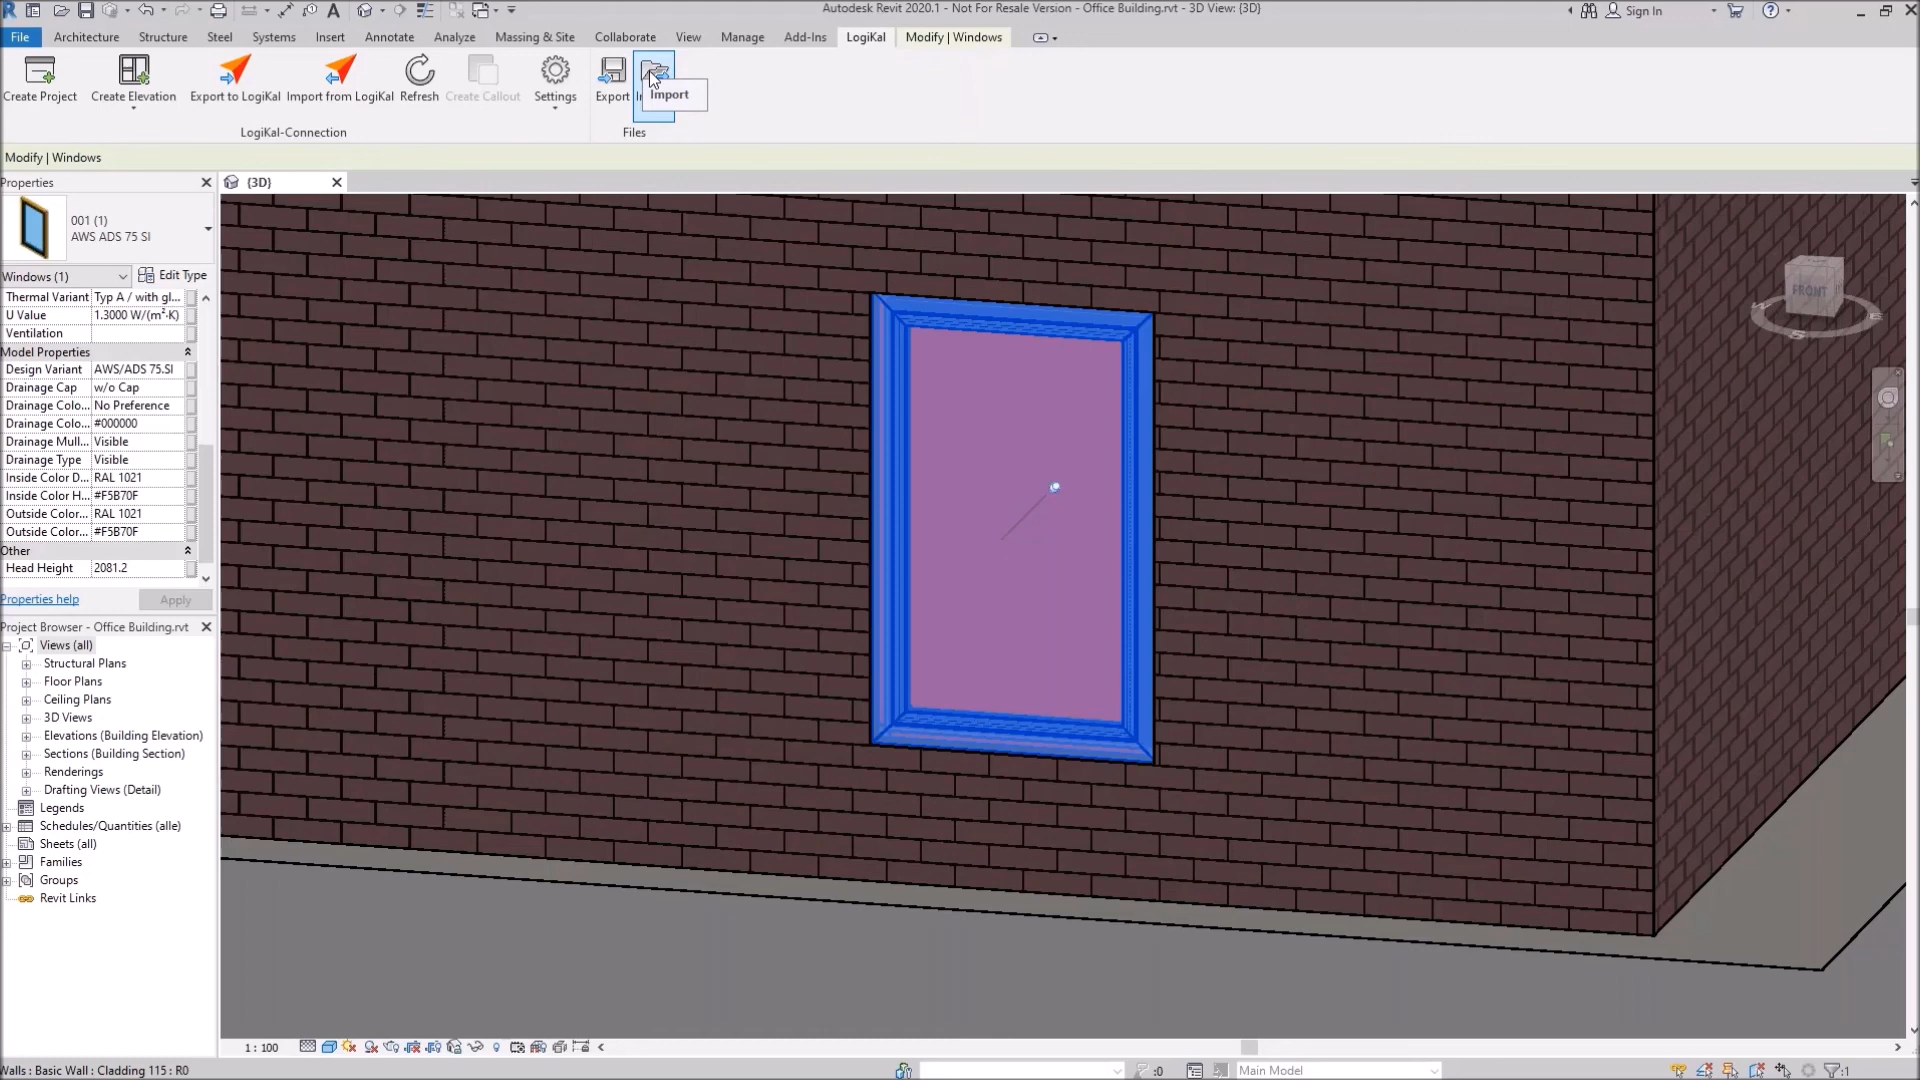 Autodesk Revit 2020.1 - Not For Resale Version - Office Building.rvt - 3D View: {3D}
Sign In
File Architecture Structure Steel Systems Insert Annotate Analyze Massing & Site Collaborate View Manage Add-Ins LogiKal Modify | Windows
Create Project Create Elevation Export to LogiKal Import from LogiKal Refresh Create Callout Settings Export
Import
LogiKal-Connection Files
Modify | Windows
Properties
{3D}
001 (1)
AWS ADS 75 SI
Windows (1) Edit Type
Thermal Variant Typ A / with gl...
U Value 1.3000 W/(m²·K)
Ventilation
Model Properties
Design Variant AWS/ADS 75.SI
Drainage Cap w/o Cap
Drainage Colo... No Preference
Drainage Colo... #000000
Drainage Mull... Visible
Drainage Type Visible
Inside Color D... RAL 1021
Inside Color H... #F5B70F
Outside Color... RAL 1021
Outside Color... #F5B70F
Other
Head Height 2081.2
Properties help Apply
Project Browser - Office Building.rvt
Views (all)
Structural Plans
Floor Plans
Ceiling Plans
3D Views
Elevations (Building Elevation)
Sections (Building Section)
Renderings
Drafting Views (Detail)
Legends
Schedules/Quantities (alle)
Sheets (all)
Families
Groups
Revit Links
FRONT
S
1 : 100
Walls : Basic Wall : Cladding 115 : R0
:0
Main Model
:1